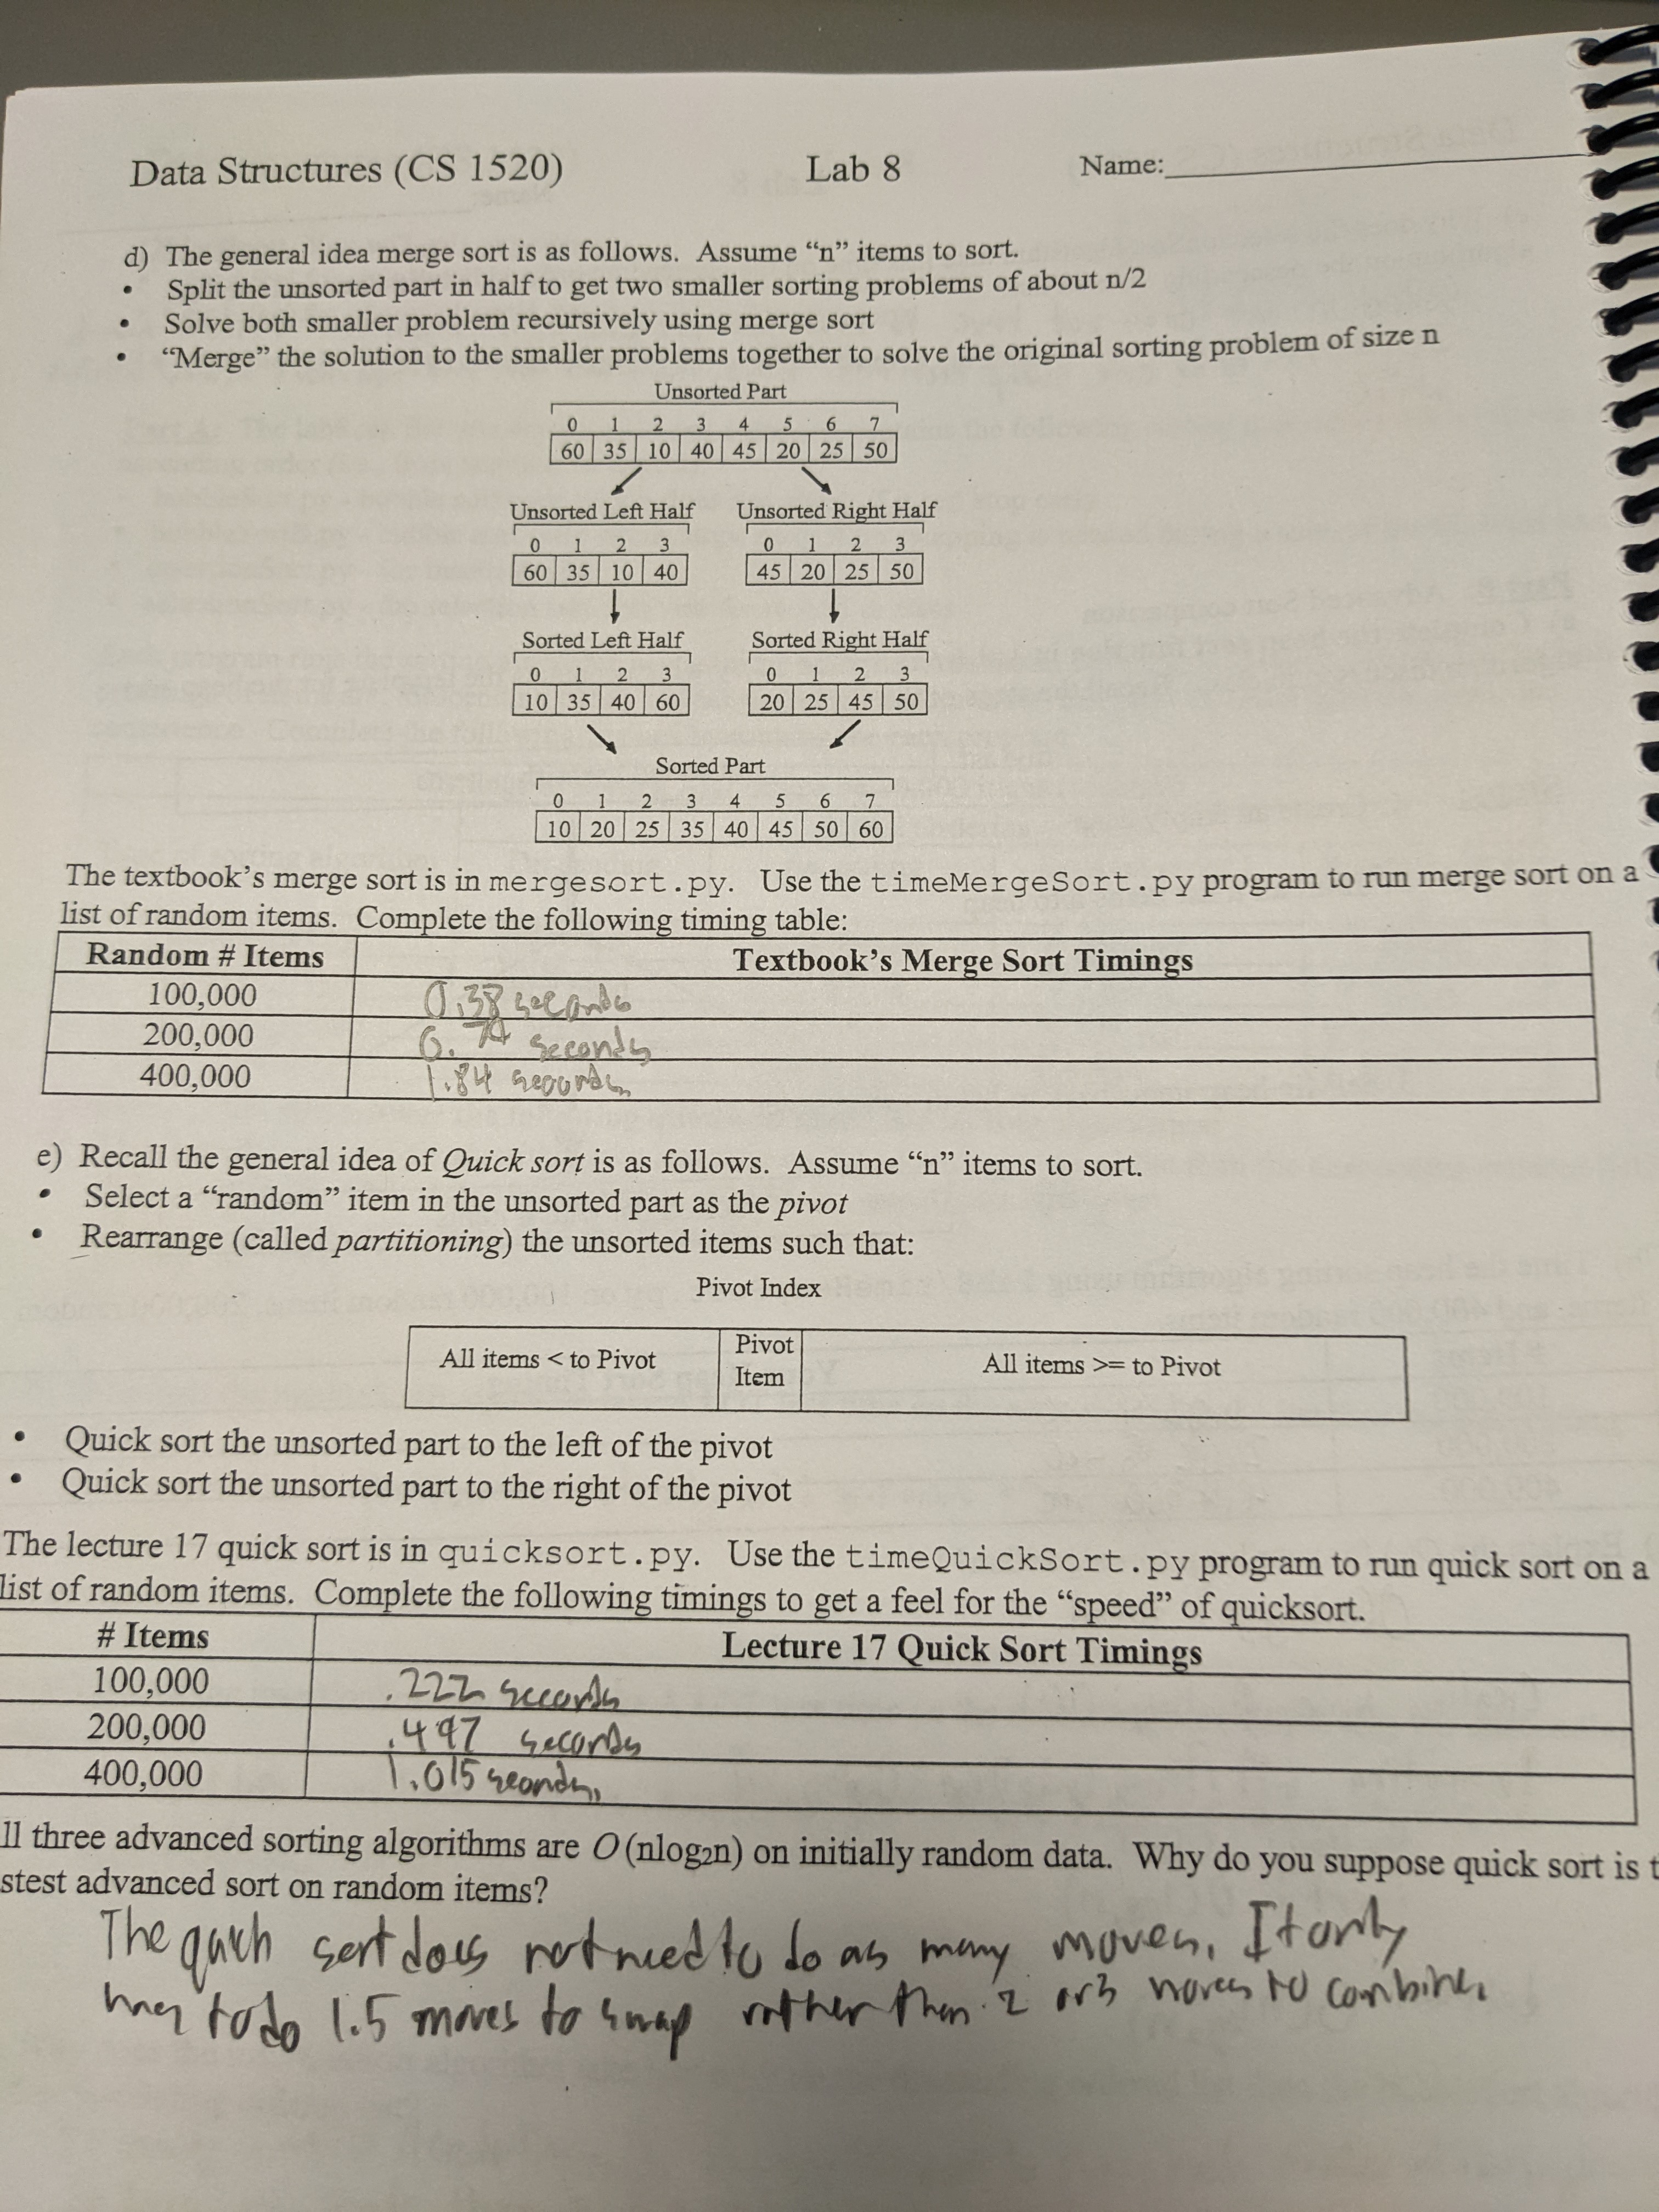 Data Structures (CS 1520) Lab 8 Name:
d) The general idea merge sort is as follows. Assume “n” items to sort.
• Split the unsorted part in half to get two smaller sorting problems of about n/2
• Solve both smaller problem recursively using merge sort
• “Merge” the solution to the smaller problems together to solve the original sorting problem of size n
Unsorted Part
0 1 2 3 4 5 6 7
60 35 10 40 45 20 25 50
Unsorted Left Half Unsorted Right Half
0 1 2 3 0 1 2 3
60 35 10 40 45 20 25 50
Sorted Left Half Sorted Right Half
0 1 2 3 0 1 2 3
10 35 40 60 20 25 45 50
Sorted Part
0 1 2 3 4 5 6 7
10 20 25 35 40 45 50 60
The textbook’s merge sort is in mergesort.py. Use the timeMergeSort.py program to run merge sort on a
list of random items. Complete the following timing table:
Random # Items Textbook’s Merge Sort Timings
100,000 0.38 seconds
200,000 0.74 seconds
400,000 1.84 seconds
e) Recall the general idea of Quick sort is as follows. Assume “n” items to sort.
• Select a “random” item in the unsorted part as the pivot
• Rearrange (called partitioning) the unsorted items such that:
Pivot Index
All items < to Pivot Pivot Item All items >= to Pivot
• Quick sort the unsorted part to the left of the pivot
• Quick sort the unsorted part to the right of the pivot
The lecture 17 quick sort is in quicksort.py. Use the timeQuickSort.py program to run quick sort on a
list of random items. Complete the following timings to get a feel for the “speed” of quicksort.
# Items Lecture 17 Quick Sort Timings
100,000 .222 seconds
200,000 .497 seconds
400,000 1.015 seconds
ll three advanced sorting algorithms are O(nlog₂n) on initially random data. Why do you suppose quick sort is t
stest advanced sort on random items?
The quick sort does not need to do as many moves. It only
has to do 1.5 moves to swap rather than 2 or 3 moves to combine.